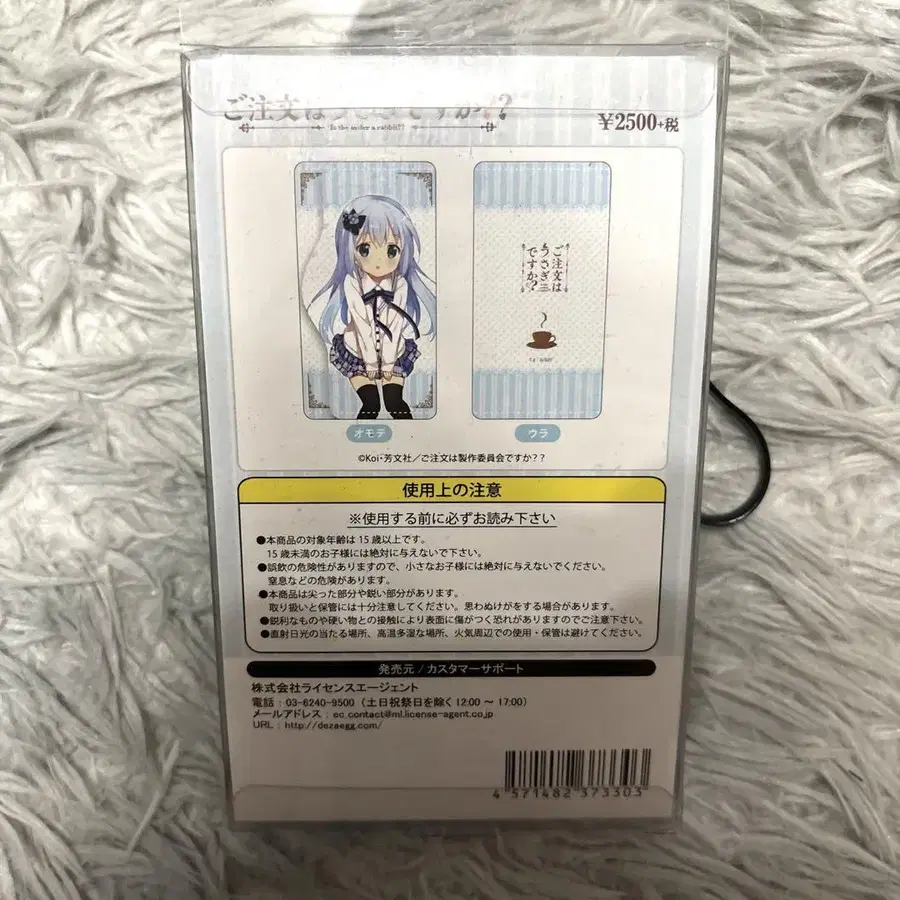 ご注文はうさぎですか??
Is the order a rabbit??
¥2500+税
ご注文は
うさぎ
ですか?
オモテ
ウラ
©Koi・芳文社／ご注文は製作委員会ですか？？
使用上の注意
※使用する前に必ずお読み下さい
●本商品の対象年齢は 15 歳以上です。
15 歳未満のお子様には絶対に与えないで下さい。
●誤飲の危険性がありますので、小さなお子様には絶対に与えないでください。
窒息などの危険があります。
●本商品は尖った部分や鋭い部分があります。
取り扱いと保管には十分注意してください。思わぬけがをする場合があります。
●鋭利なものや硬い物との接触により表面に傷がつく恐れがありますのでご注意下さい。
●直射日光の当たる場所、高温多湿な場所、火気周辺での使用・保管は避けてください。
発売元 / カスタマーサポート
株式会社ライセンスエージェント
電話：03-6240-9500（土日祝祭日を除く 12:00 〜 17:00）
メールアドレス：ec_contact@ml.license-agent.co.jp
URL：http://dezaegg.com/
4 571482 373303